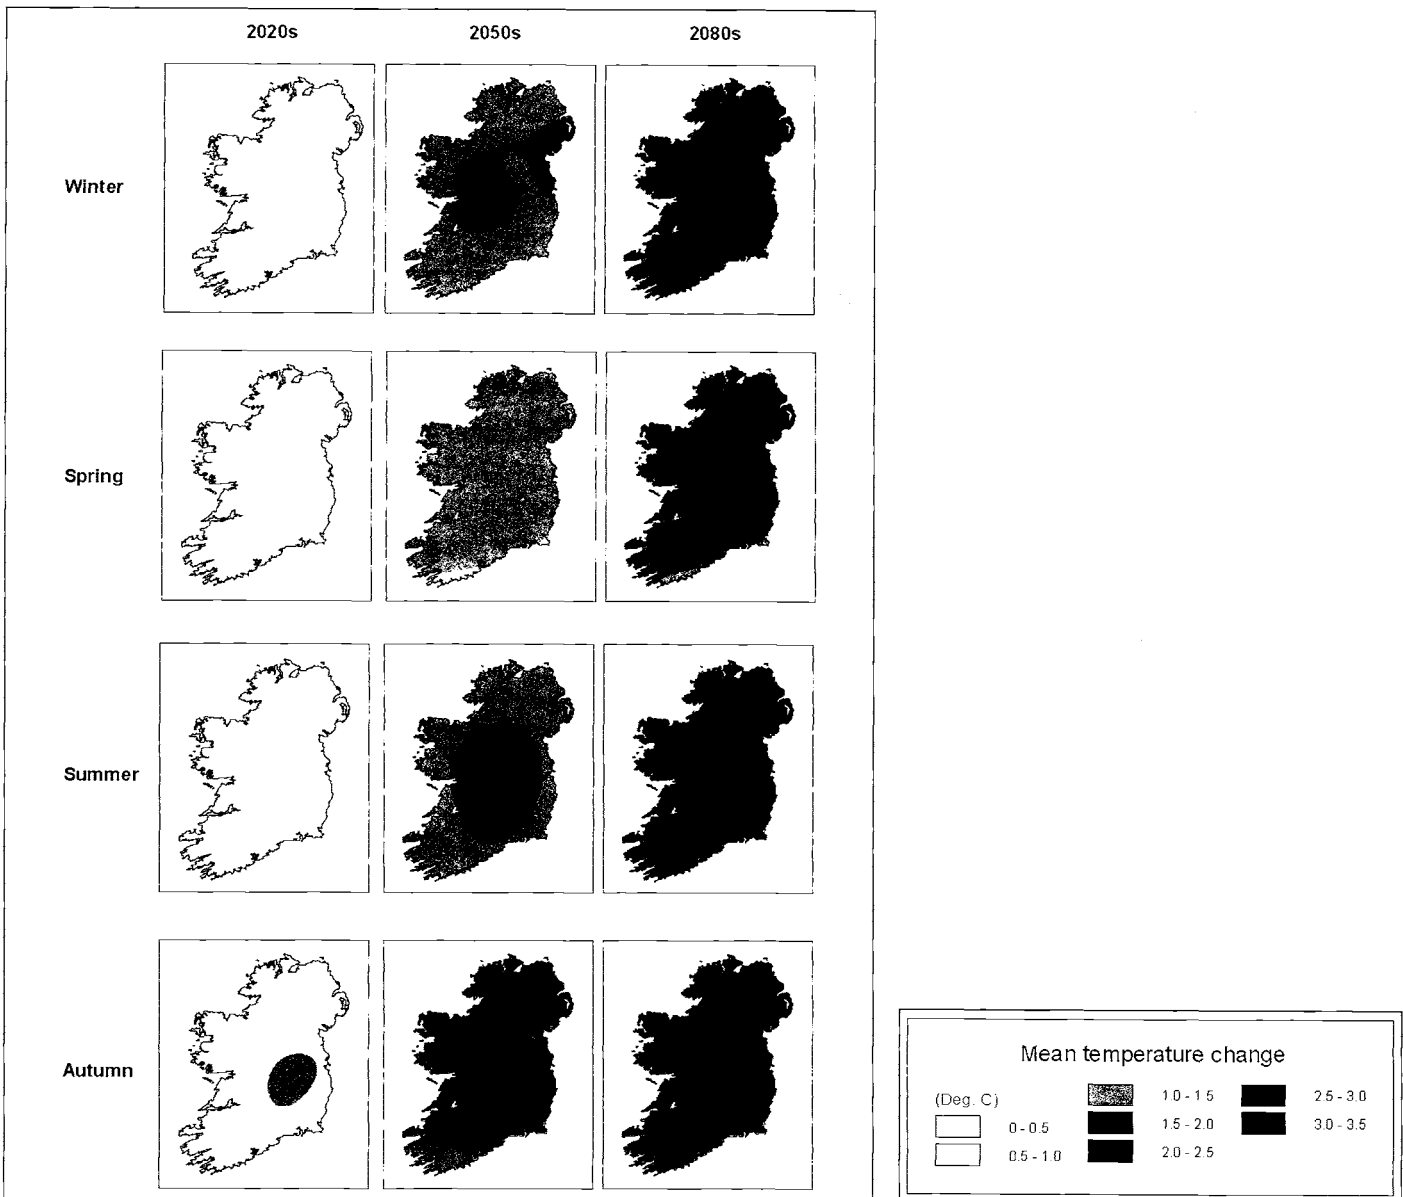 2020s 2050s 2080s
Winter
Spring
Summer
Autumn
Mean temperature change
(Deg. C)
0 - 0.5
0.5 - 1.0
1.0 - 1.5
1.5 - 2.0
2.0 - 2.5
2.5 - 3.0
3.0 - 3.5